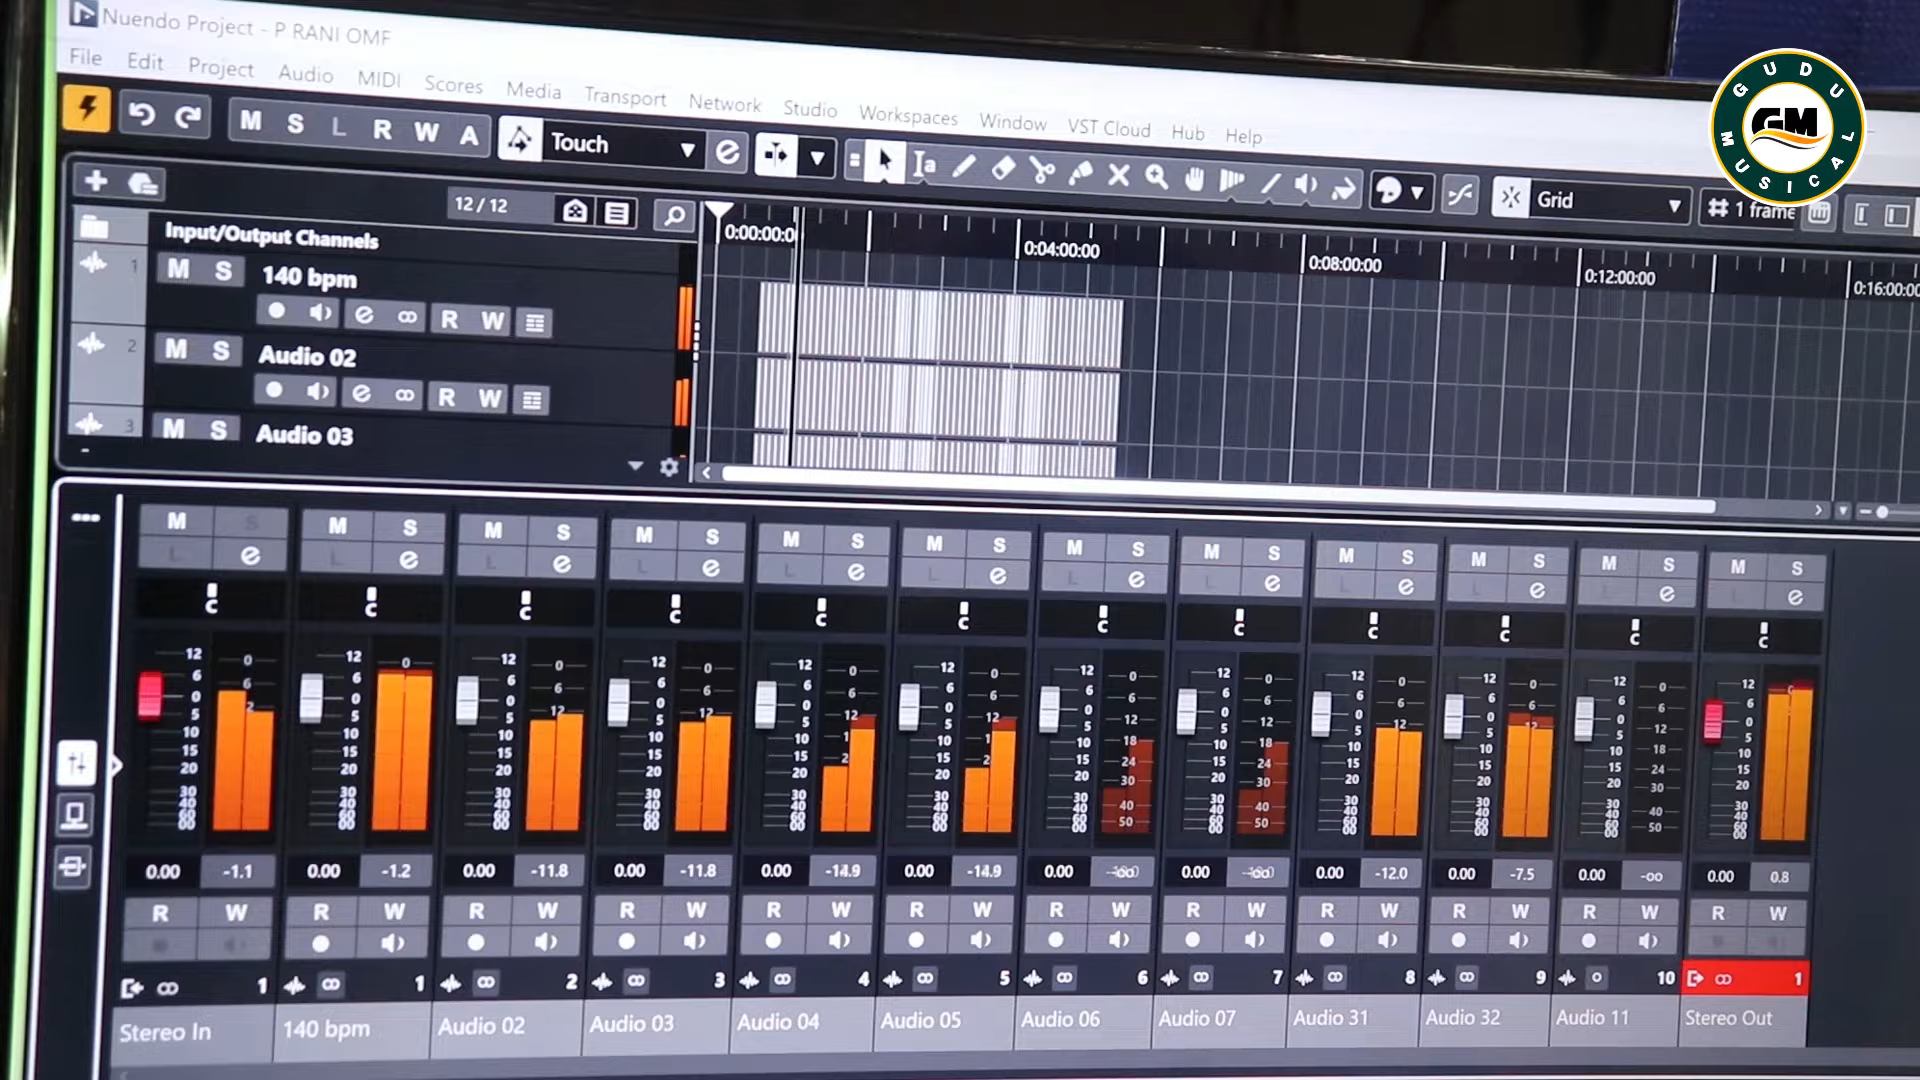 Nuendo Project - P RANI OMF
File Edit Project Audio MIDI Scores Media Transport Network Studio Workspaces Window VST Cloud Hub Help
GUDU MUSICAL
GM
M S L R W A Touch Grid 1 frame
12 / 12
0:00:00:0 0:04:00:00 0:08:00:00 0:12:00:00 0:16:00:00
Input/Output Channels
1 M S 140 bpm
R W
2 M S Audio 02
R W
3 M S Audio 03
M S M S M S M S M S M S M S M S M S M S M S M S
L e L e L e L e L e L e L e L e L e L e L e L e
C C C C C C C C C C C C
0.00 -1.1 0.00 -1.2 0.00 -11.8 0.00 -11.8 0.00 -14.9 0.00 -14.9 0.00 0.00 0.00 -12.0 0.00 -7.5 0.00 -oo 0.00 0.8
R W R W R W R W R W R W R W R W R W R W R W R W
1 1 2 3 4 5 6 7 8 9 10 1
Stereo In 140 bpm Audio 02 Audio 03 Audio 04 Audio 05 Audio 06 Audio 07 Audio 31 Audio 32 Audio 11 Stereo Out